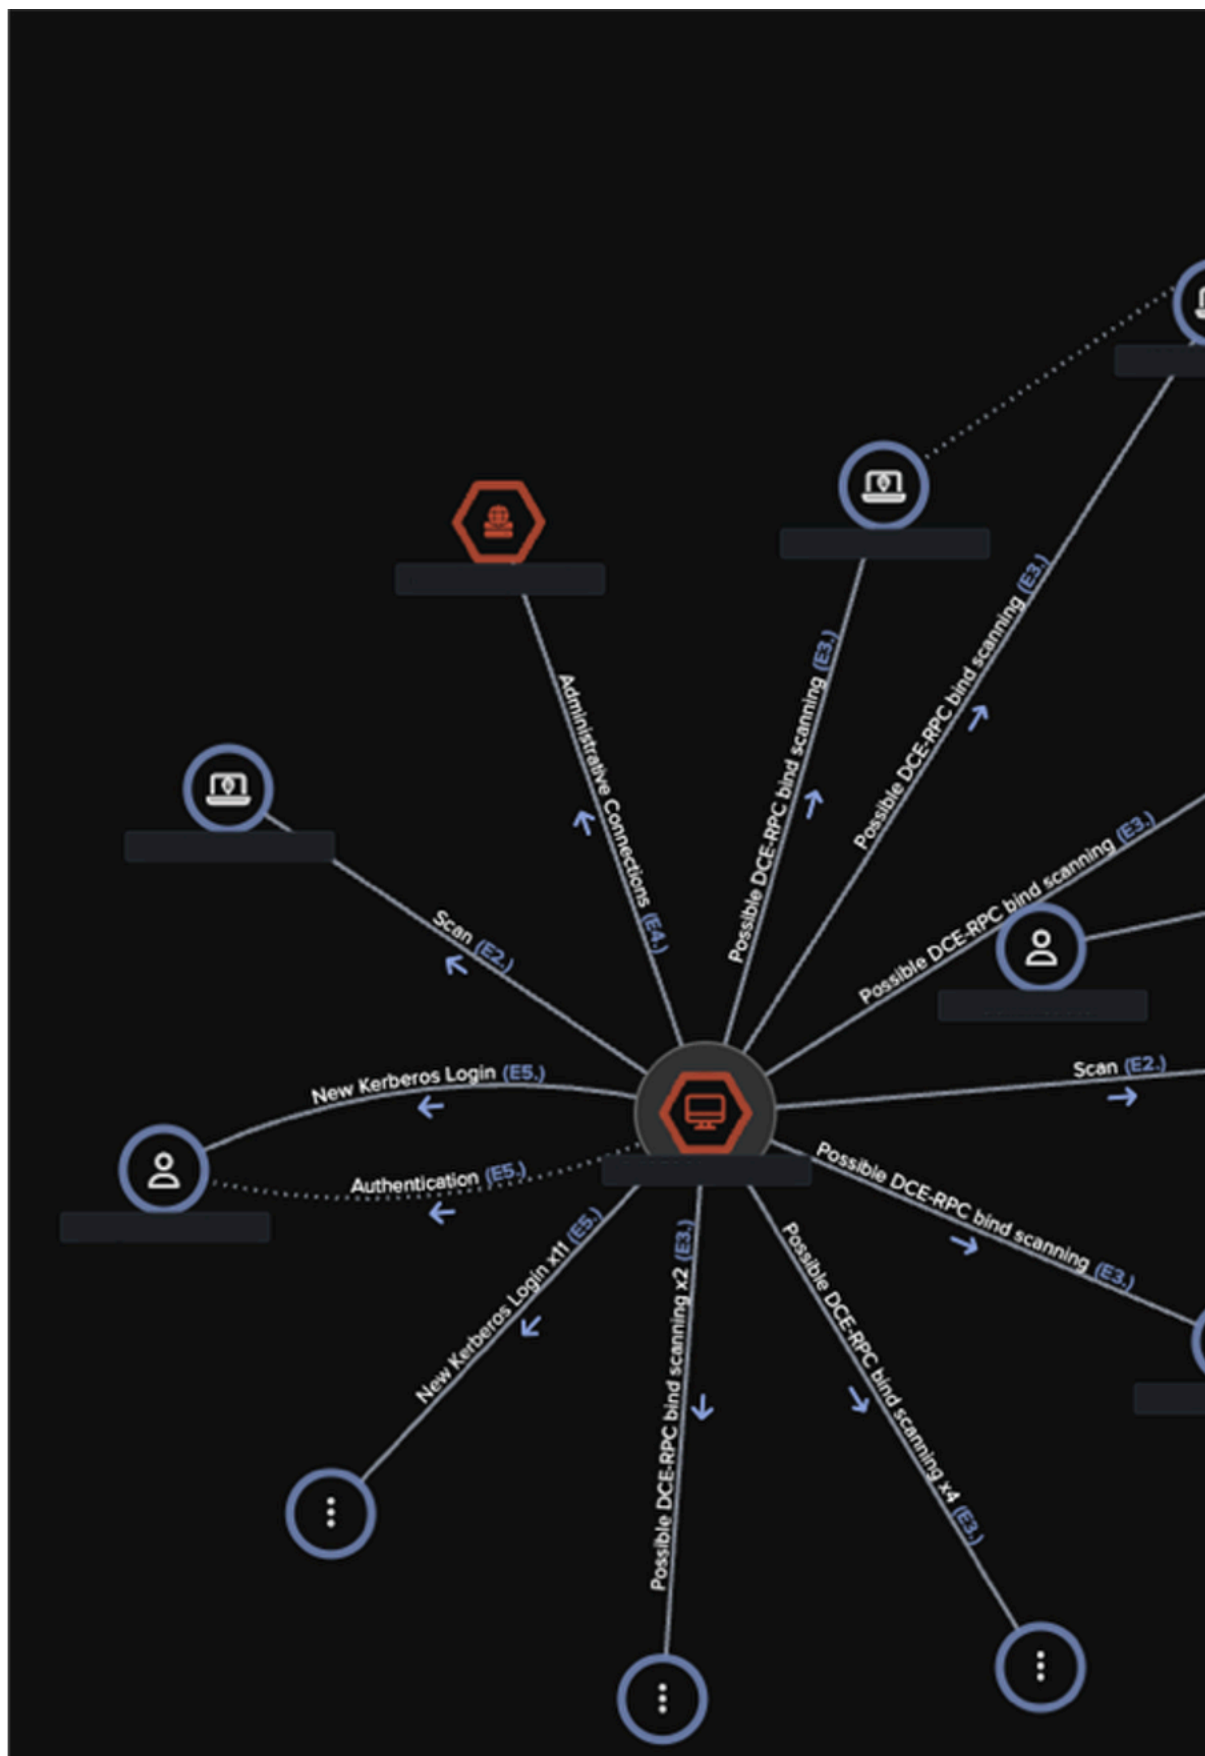 Possible DCE-RPC bind scanning (E3.)
Possible DCE-RPC bind scanning (E3.)
Administrative Connections (E4.)
Possible DCE-RPC bind scanning (E3.)
Scan (E2.)
New Kerberos Login (E5.)
Scan (E2.)
Authentication (E5.)
Possible DCE-RPC bind scanning (E3.)
New Kerberos Login x11 (E5.)
Possible DCE-RPC bind scanning x2 (E3.)
Possible DCE-RPC bind scanning x4 (E3.)